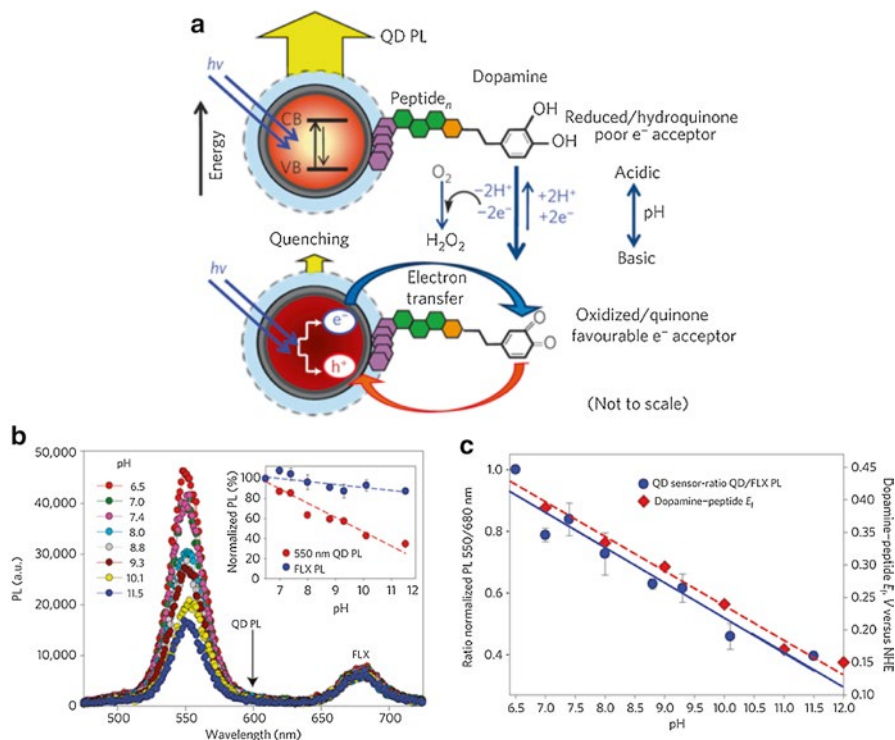 a
QD PL
hv
Dopamine
Peptiden
OH
OH
Reduced/hydroquinone
poor e⁻ acceptor
CB
VB
Energy
O₂
−2H⁺
−2e⁻
+2H⁺
+2e⁻
H₂O₂
Acidic
pH
Basic
Quenching
hv
Electron
transfer
e⁻
h⁺
O
O
Oxidized/quinone
favourable e⁻ acceptor
(Not to scale)
b
50,000
40,000
30,000
20,000
10,000
0
PL (a.u.)
pH
6.5
7.0
7.4
8.0
8.8
9.3
10.1
11.5
Normalized PL (%)
100
80
60
40
20
0
550 nm QD PL
FLX PL
7
8
9
10
11
12
pH
QD PL
FLX
500
550
600
650
700
Wavelength (nm)
c
Ratio normalized PL 550/680 nm
1.0
0.8
0.6
0.4
QD sensor-ratio QD/FLX PL
Dopamine–peptide Ef
0.45
0.40
0.35
0.30
0.25
0.20
0.15
0.10
Dopamine–peptide Ef, V versus NHE
6.5 7.0 7.5 8.0 8.5 9.0 9.5 10.0 10.5 11.0 11.5 12.0
pH